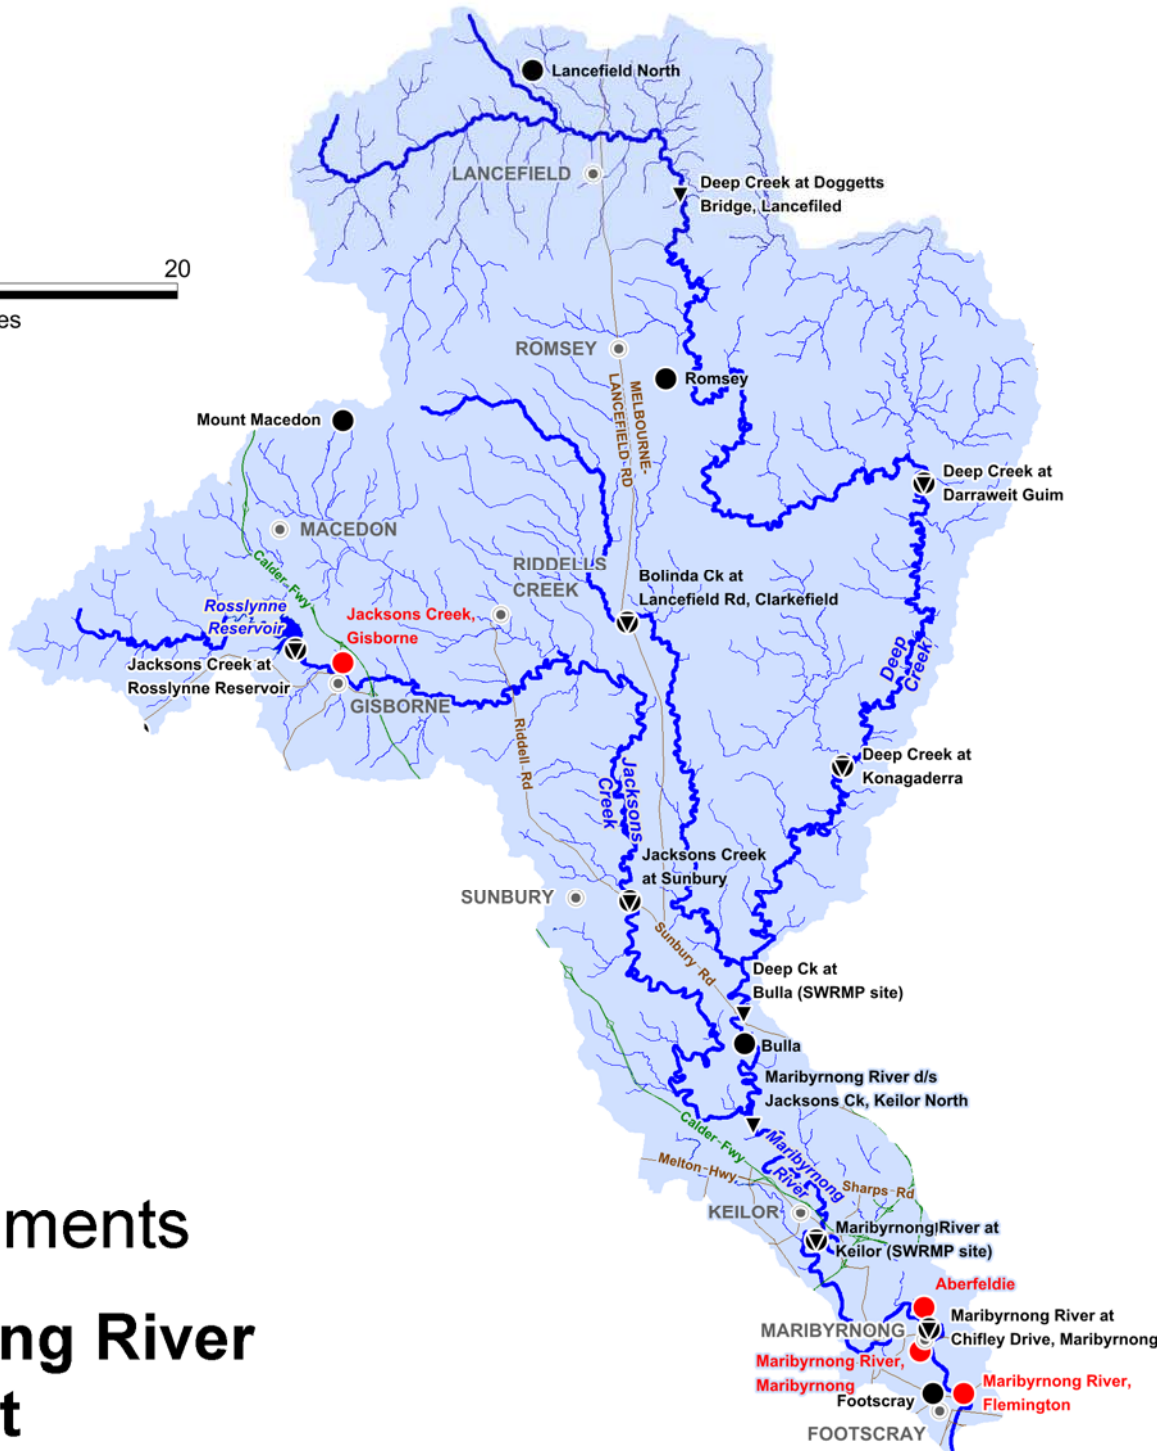 Lancefield North
LANCEFIELD
Deep Creek at Doggetts
Bridge, Lancefiled
20
es
ROMSEY
Romsey
MELBOURNE-
LANCEFIELD RD
Mount Macedon
Deep Creek at
Darraweit Guim
MACEDON
Calder Fwy
RIDDELLS
CREEK
Bolinda Ck at
Lancefield Rd, Clarkefield
Rosslynne
Reservoir
Jacksons Creek,
Gisborne
Jacksons Creek at
Rosslynne Reservoir
GISBORNE
Deep
Creek
Riddell Rd
Jacksons
Creek
Deep Creek at
Konagaderra
Jacksons Creek
at Sunbury
SUNBURY
Sunbury Rd
Deep Ck at
Bulla (SWRMP site)
Bulla
Maribyrnong River d/s
Jacksons Ck, Keilor North
Calder Fwy
Maribyrnong
River
Melton Hwy
Sharps Rd
KEILOR
Maribyrnong River at
Keilor (SWRMP site)
ments
Aberfeldie
ng River
MARIBYRNONG
Maribyrnong River at
Chifley Drive, Maribyrnong
Maribyrnong River,
Maribyrnong
Maribyrnong River,
Flemington
t
Footscray
FOOTSCRAY